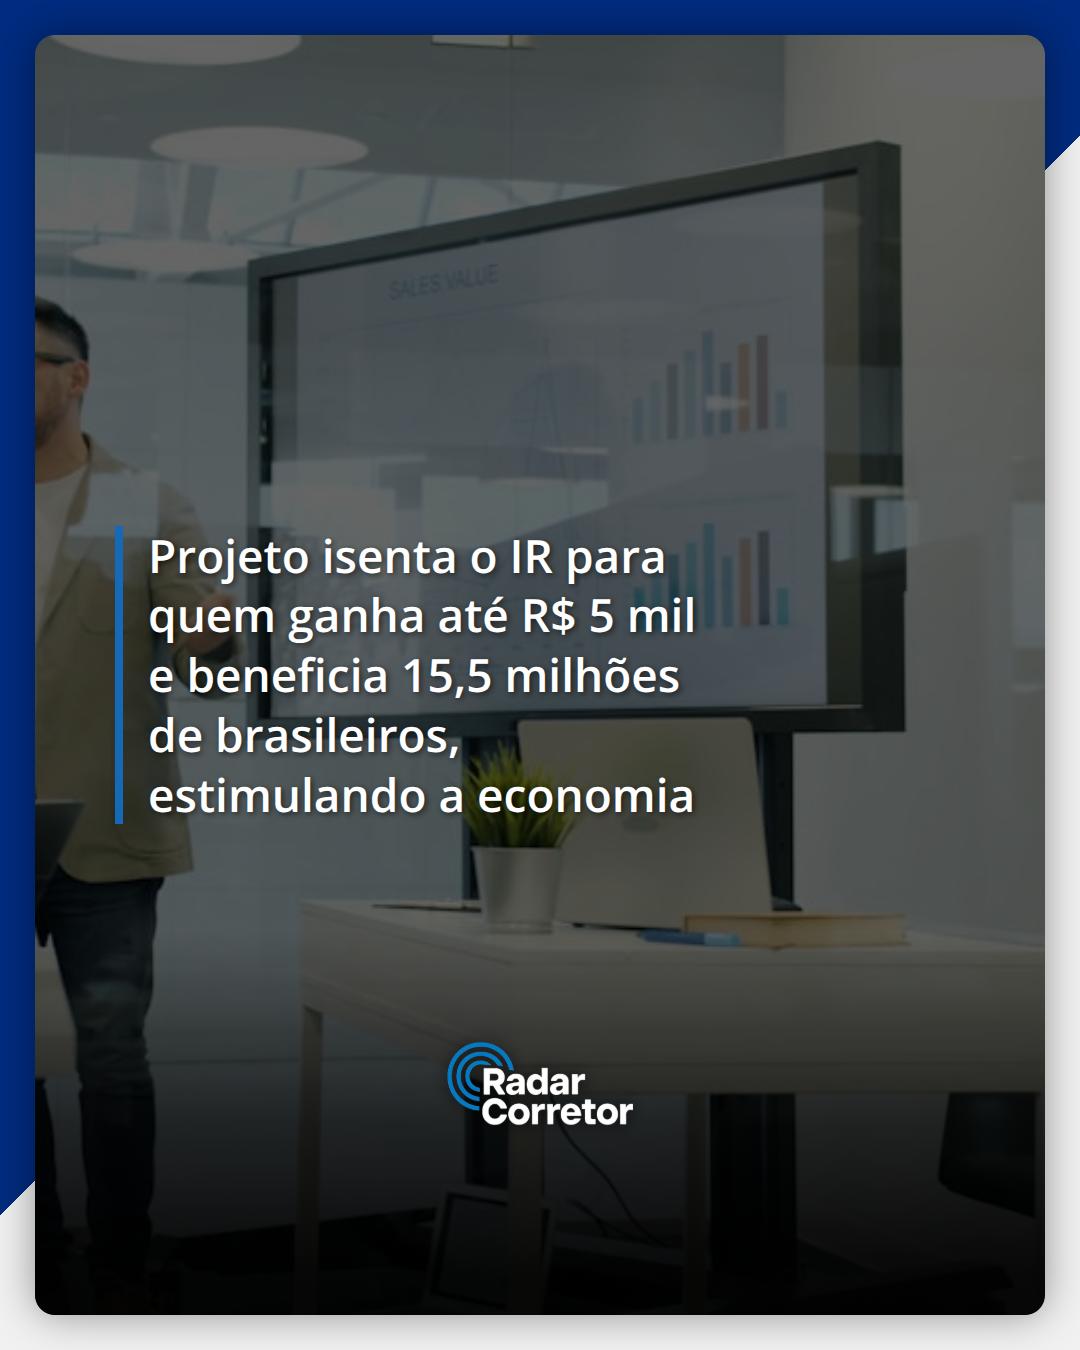 SALES VALUE
Projeto isenta o IR para
quem ganha até R$ 5 mil
e beneficia 15,5 milhões
de brasileiros,
estimulando a economia
Radar
Corretor